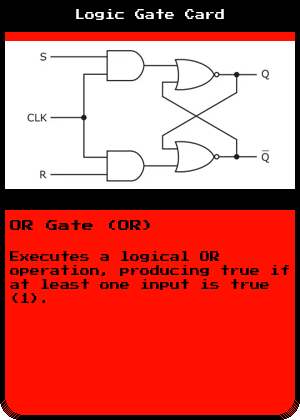 Logic Gate Card
S
Q
CLK
R
Q̅
OR Gate (OR)
Executes a logical OR
operation, producing true if
at least one input is true
(1).